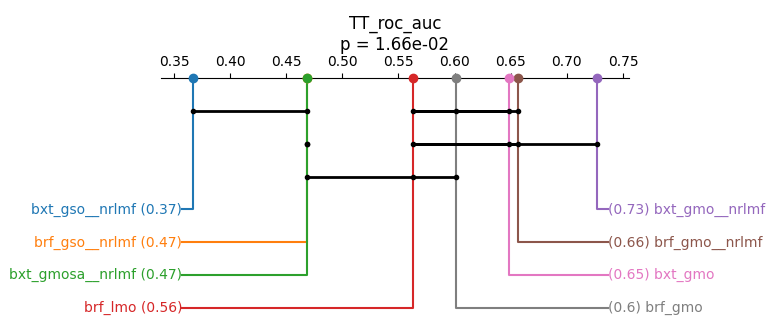 TT_roc_auc
p = 1.66e-02
0.35 0.40 0.45 0.50 0.55 0.60 0.65 0.70 0.75
bxt_gso__nrlmf (0.37)
(0.73) bxt_gmo__nrlmf
brf_gso__nrlmf (0.47)
(0.66) brf_gmo__nrlmf
bxt_gmosa__nrlmf (0.47)
(0.65) bxt_gmo
brf_lmo (0.56)
(0.6) brf_gmo